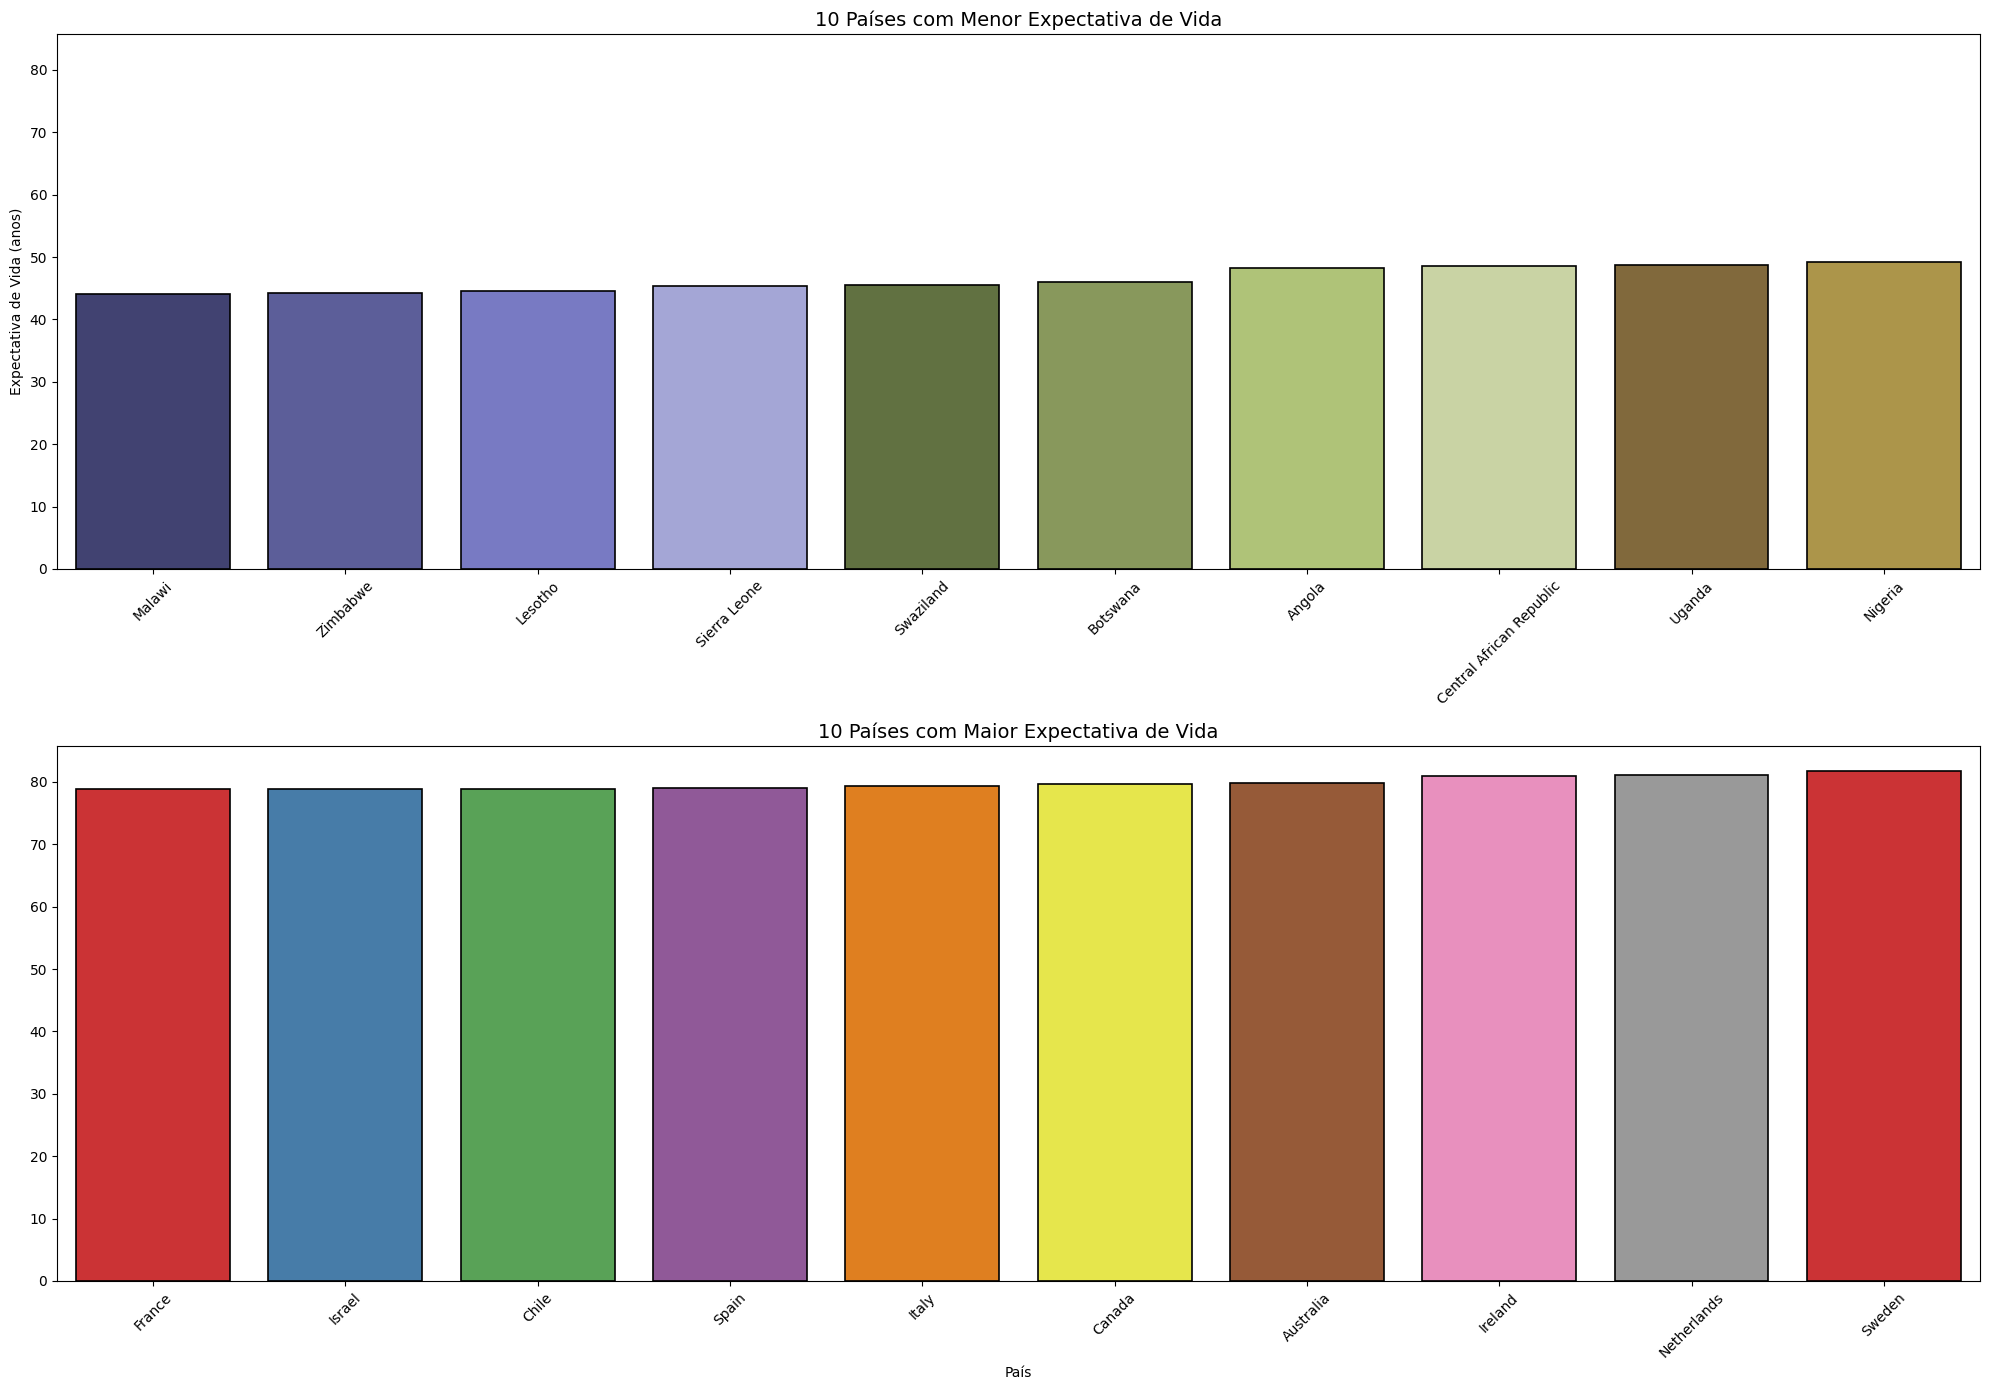 10 Países com Menor Expectativa de Vida
Expectativa de Vida (anos)
80
70
60
50
40
30
20
10
0
Malawi
Zimbabwe
Lesotho
Sierra Leone
Swaziland
Botswana
Angola
Central African Republic
Uganda
Nigeria
10 Países com Maior Expectativa de Vida
80
70
60
50
40
30
20
10
0
France
Israel
Chile
Spain
Italy
Canada
Australia
Ireland
Netherlands
Sweden
País